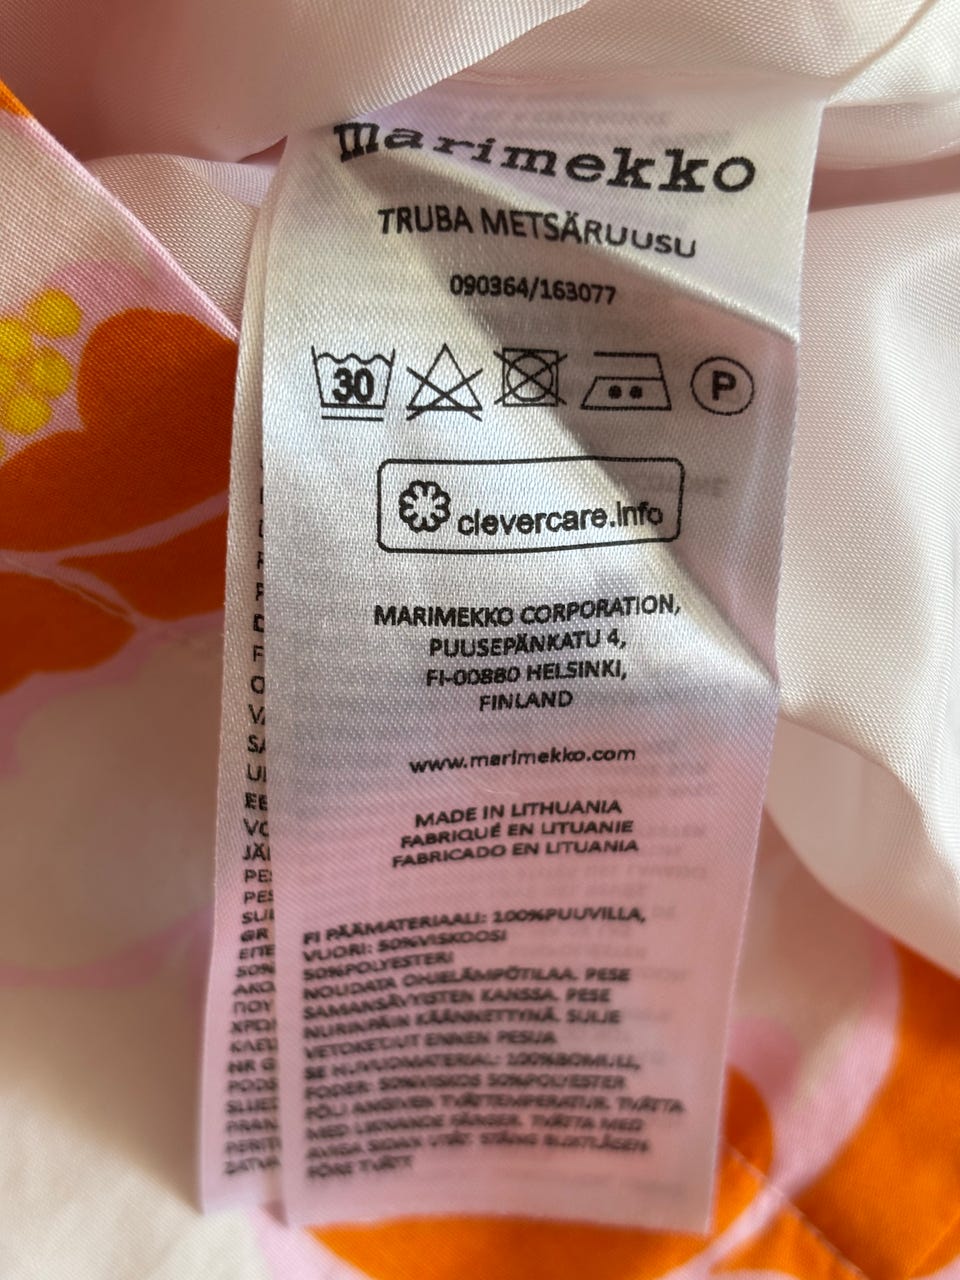 marimekko
TRUBA METSÄRUUSU
090364/163077
30
P
clevercare.info
MARIMEKKO CORPORATION,
PUUSEPÄNKATU 4,
FI-00880 HELSINKI,
FINLAND
www.marimekko.com
MADE IN LITHUANIA
FABRIQUÉ EN LITUANIE
FABRICADO EN LITUANIA
FI PÄÄMATERIAALI: 100%PUUVILLA,
VUORI: 50%VISKOOSI
50%POLYESTERI
NOUDATA OHJELÄMPÖTILAA. PESE
SAMANSÄVYISTEN KANSSA. PESE
NURINPÄIN KÄÄNNETTYNÄ. SULJE
VETOKETJUT ENNEN PESUA
SE HUVUDMATERIAL: 100%BOMULL,
FODER: 50%VISKOS 50%POLYESTER
FÖLJ ANGIVEN TVÄTTEMPERATUR. TVÄTTA
MED LIKNANDE FÄRGER. TVÄTTA MED
AVIGA SIDAN UTÅT. STÄNG BLIXTLÅSEN
FÖRE TVÄTT